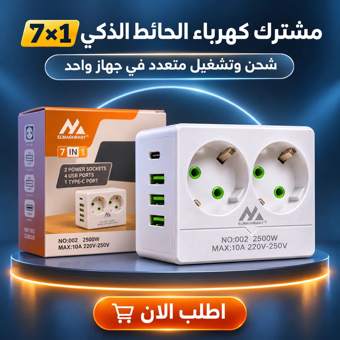 مشترك كهرباء الحائط الذكي 7×1
شحن وتشغيل متعدد في جهاز واحد
7 IN 1
2 POWER SOCKETS
4 USB PORTS
1 TYPE-C PORT
NO:002 2500W
MAX:10A 220V-250V
NO:002 2500W
MAX:10A 220V-250V
اطلب الان